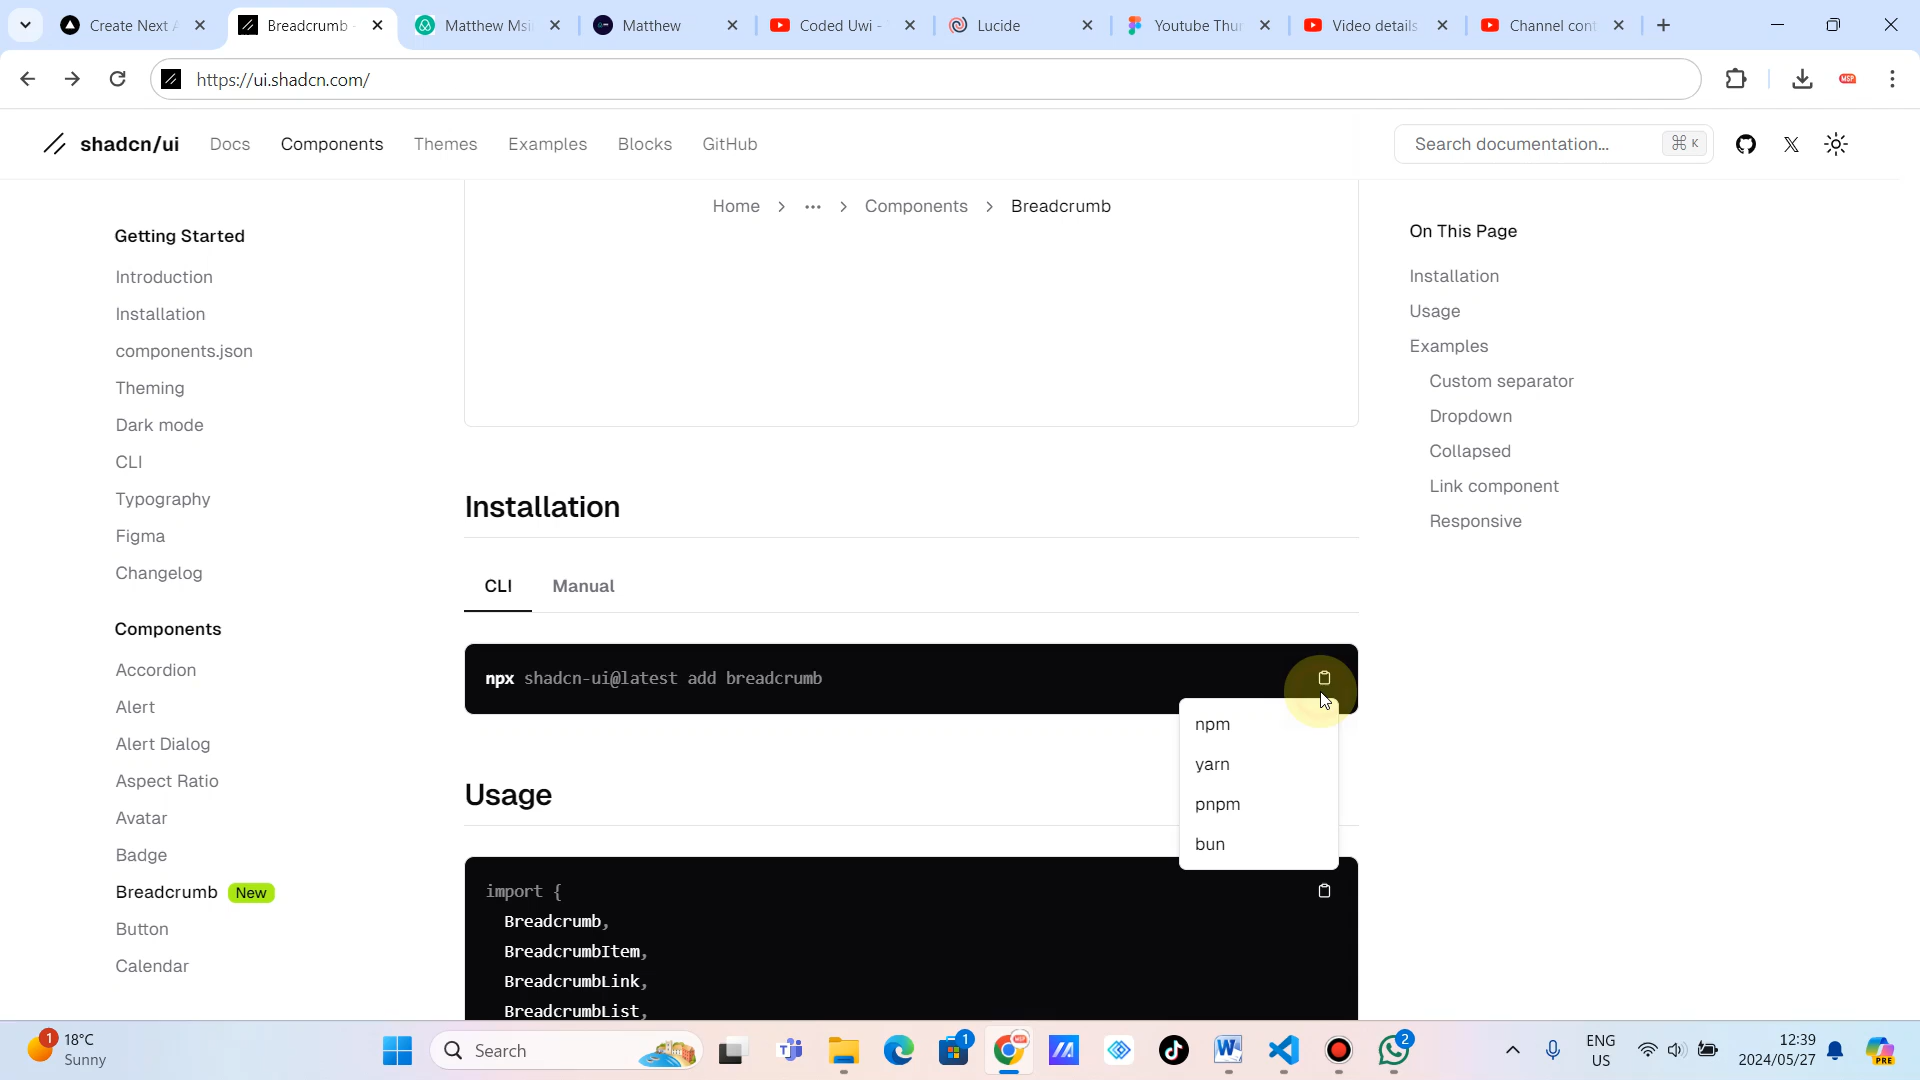 Create Next A
Breadcrumb -
Matthew Msi
Matthew
Coded Uwi -
Lucide
Youtube Thu
Video details
Channel cont
https://ui.shadcn.com/
MSP
shadcn/ui
Docs
Components
Themes
Examples
Blocks
GitHub
Search documentation...
⌘ K
Home > ··· > Components > Breadcrumb
Getting Started
Introduction
Installation
components.json
Theming
Dark mode
CLI
Typography
Figma
Changelog
Components
Accordion
Alert
Alert Dialog
Aspect Ratio
Avatar
Badge
Breadcrumb New
Button
Calendar
Installation
CLI
Manual
npx shadcn-ui@latest add breadcrumb
npm
yarn
pnpm
bun
Usage
import {
Breadcrumb,
BreadcrumbItem,
BreadcrumbLink,
BreadcrumbList,
On This Page
Installation
Usage
Examples
Custom separator
Dropdown
Collapsed
Link component
Responsive
1
18°C
Sunny
Search
1
2
ENG
US
12:39
2024/05/27
PRE